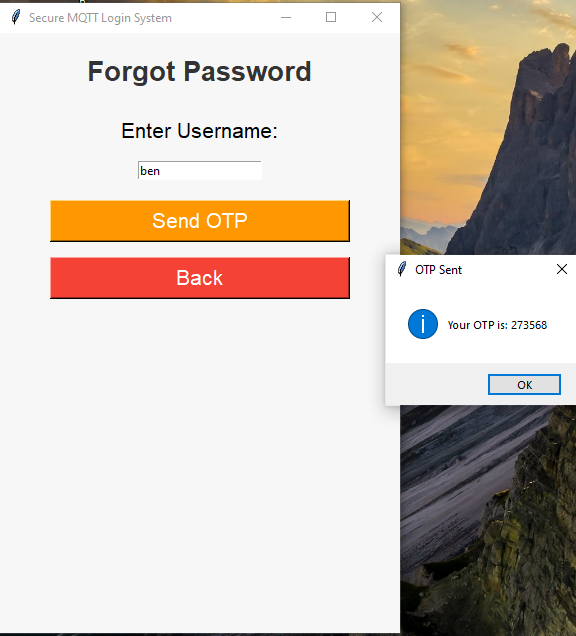 Secure MQTT Login System
Forgot Password
Enter Username:
ben
Send OTP
Back
OTP Sent
Your OTP is: 273568
OK